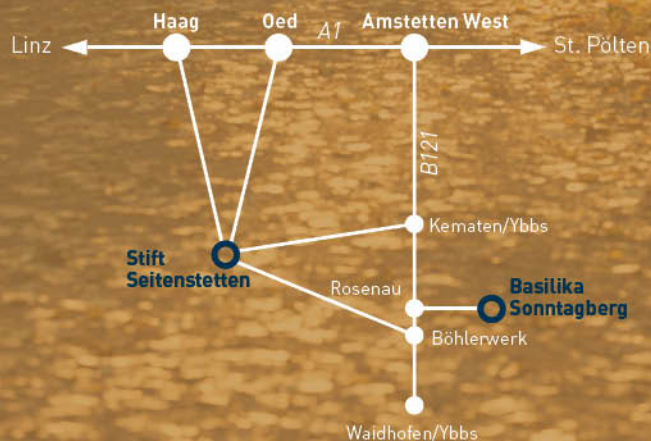 Haag
Oed
Amstetten West
Linz
A1
St. Pölten
B121
Kematen/Ybbs
Stift
Seitenstetten
Rosenau
Basilika
Sonntagberg
Böhlerwerk
Waidhofen/Ybbs